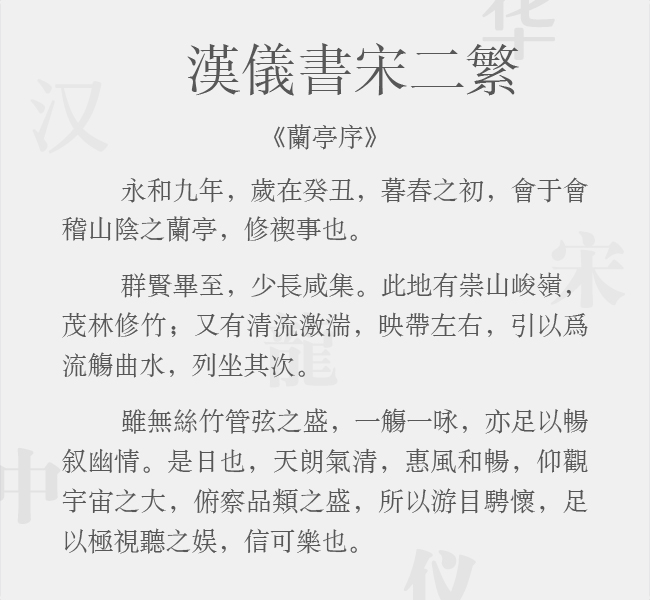 漢儀書宋二繁
《蘭亭序》
永和九年，歲在癸丑，暮春之初，會于會
稽山陰之蘭亭，修禊事也。
群賢畢至，少長咸集。此地有崇山峻嶺，
茂林修竹；又有清流激湍，映帶左右，引以爲
流觴曲水，列坐其次。
雖無絲竹管弦之盛，一觴一咏，亦足以暢
叙幽情。是日也，天朗氣清，惠風和暢，仰觀
宇宙之大，俯察品類之盛，所以游目騁懷，足
以極視聽之娱，信可樂也。
华
汉
宋
龍
中
仪